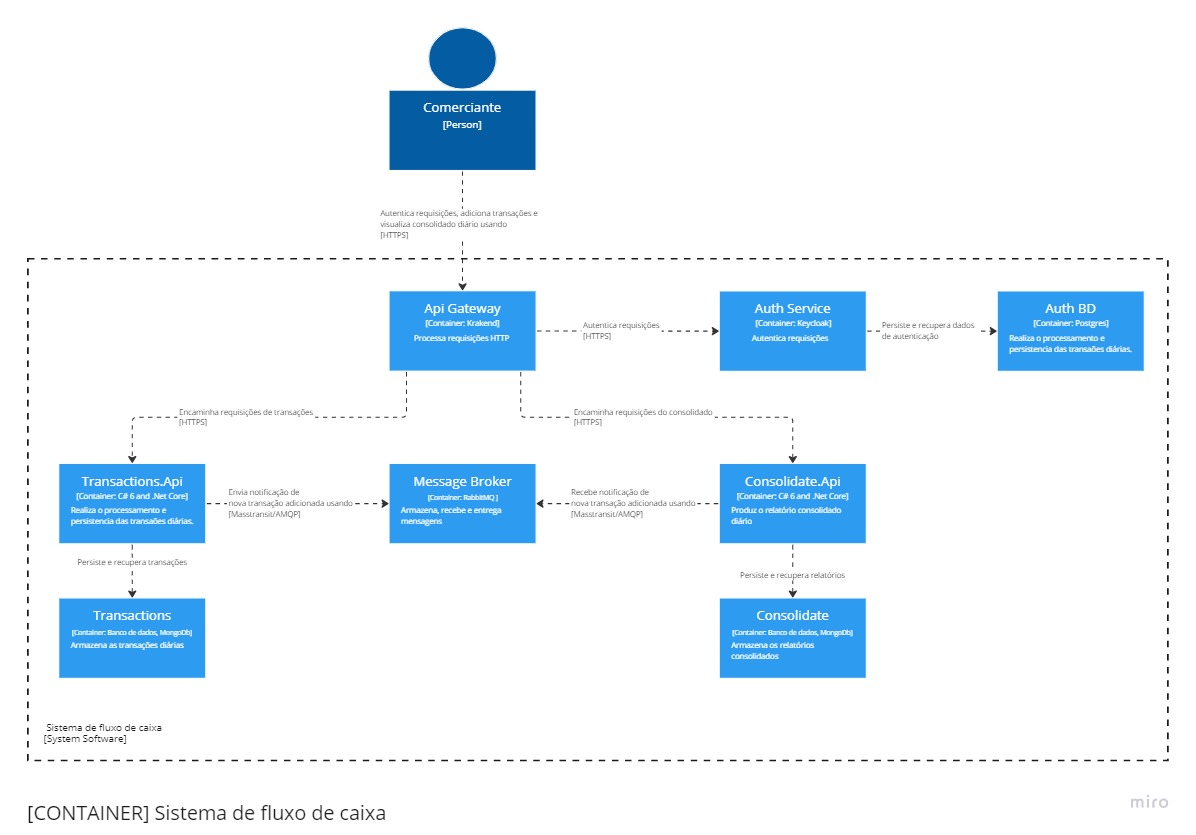 Comerciante
[Person]
Autentica requisições, adiciona transações e
visualiza consolidado diário usando
[HTTPS]
Api Gateway
[Container: Krakend]
Processa requisições HTTP
Autentica requisições
[HTTPS]
Auth Service
[Container: Keycloak]
Autentica requisições
Persiste e recupera dados
de autenticação
Auth BD
[Container: Postgres]
Realiza o processamento e
persistencia das transaões diárias.
Encaminha requisições de transações
[HTTPS]
Encaminha requisições do consolidado
[HTTPS]
Transactions.Api
[Container: C# 6 and .Net Core]
Realiza o processamento e
persistencia das transaões diárias.
Envia notificação de
nova transação adicionada usando
[Masstransit/AMQP]
Message Broker
[Container: RabbitMQ ]
Armazena, recebe e entrega
mensagens
Recebe notificação de
nova transação adicionada usando
[Masstransit/AMQP]
Consolidate.Api
[Container: C# 6 and .Net Core]
Produz o relatório consolidado
diário
Persiste e recupera transações
Persiste e recupera relatórios
Transactions
[Container: Banco de dados, MongoDb]
Armazena as transações diárias
Consolidate
[Container: Banco de dados, MongoDb]
Armazena os relatórios
consolidados
Sistema de fluxo de caixa
[System Software]
[CONTAINER] Sistema de fluxo de caixa
miro